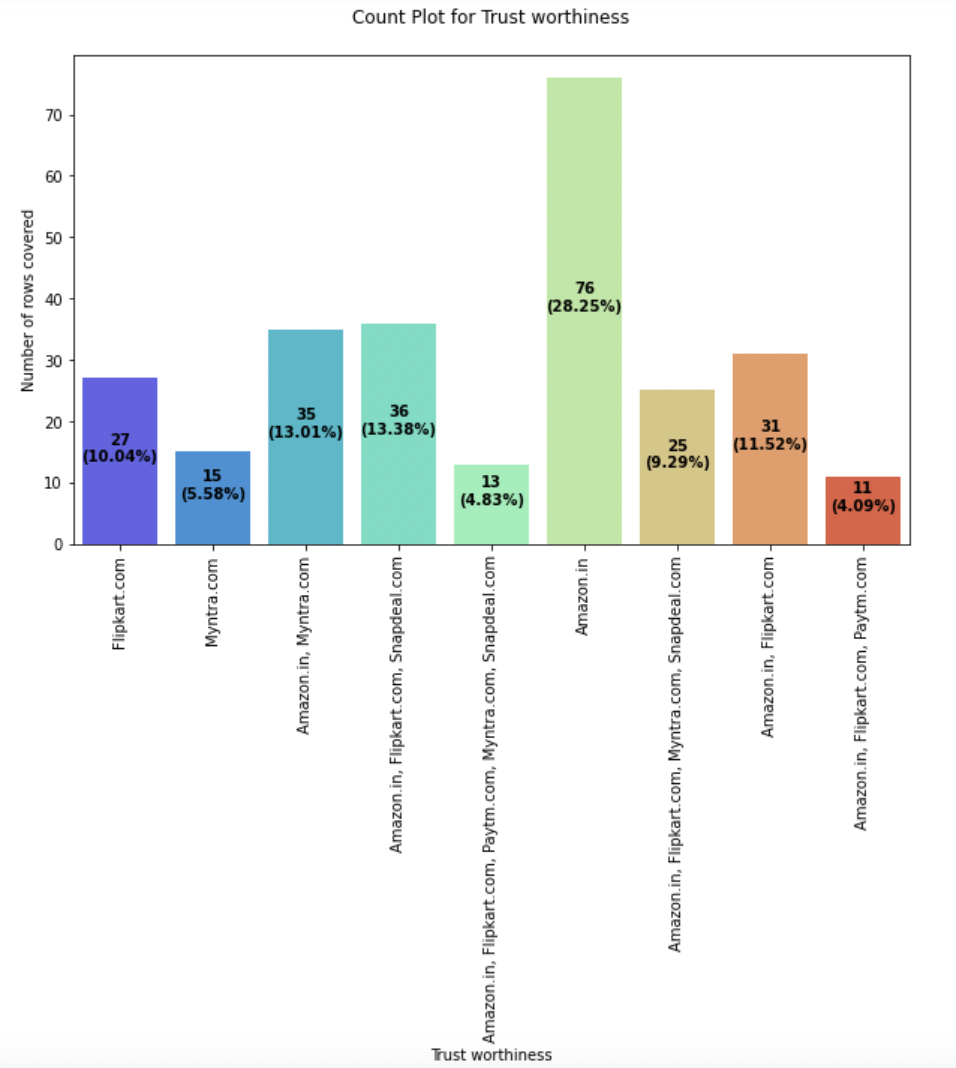 Count Plot for Trust worthiness
Number of rows covered
70
60
50
40
30
20
10
0
27
(10.04%)
15
(5.58%)
35
(13.01%)
36
(13.38%)
13
(4.83%)
76
(28.25%)
25
(9.29%)
31
(11.52%)
11
(4.09%)
Flipkart.com
Myntra.com
Amazon.in, Myntra.com
Amazon.in, Flipkart.com, Snapdeal.com
Amazon.in, Flipkart.com, Paytm.com, Myntra.com, Snapdeal.com
Amazon.in
Amazon.in, Flipkart.com, Myntra.com, Snapdeal.com
Amazon.in, Flipkart.com
Amazon.in, Flipkart.com, Paytm.com
Trust worthiness